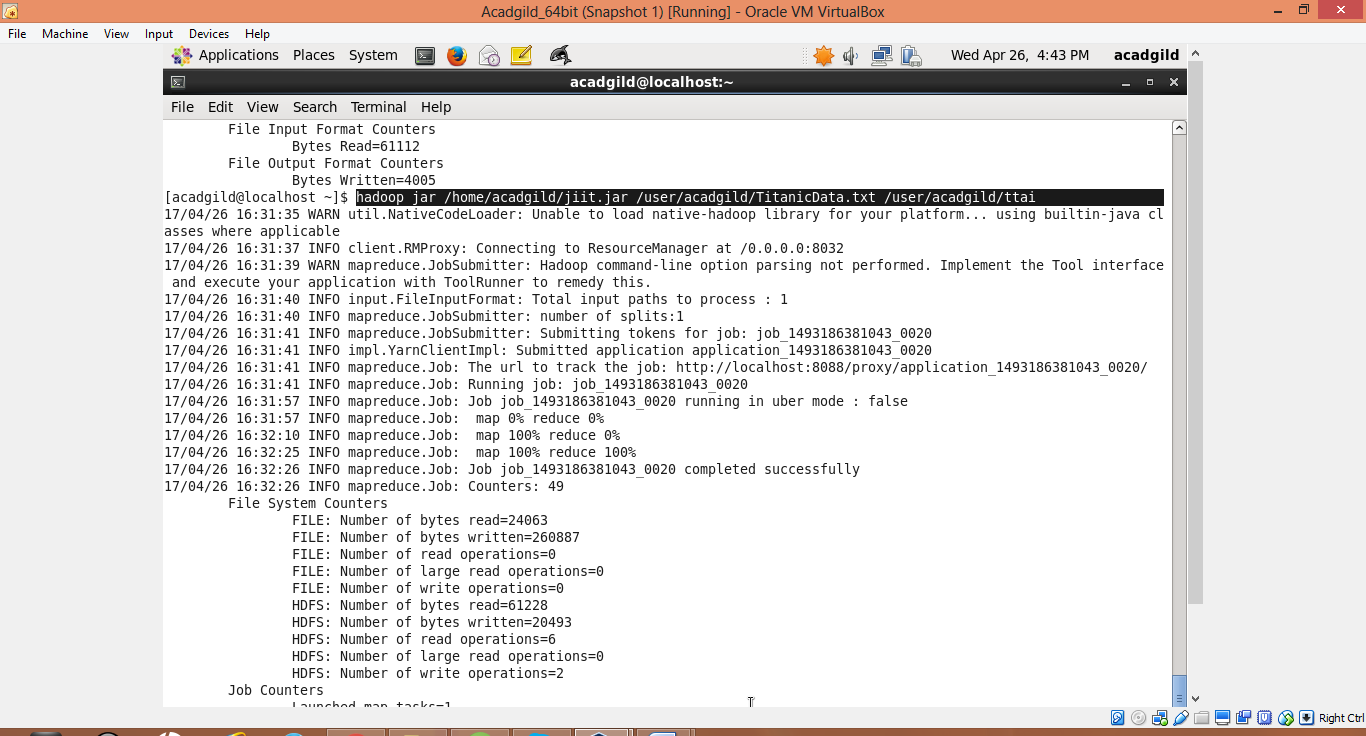 Acadgild_64bit (Snapshot 1) [Running] - Oracle VM VirtualBox
File Machine View Input Devices Help
Applications Places System Wed Apr 26, 4:43 PM acadgild
acadgild@localhost:~
File Edit View Search Terminal Help
File Input Format Counters
Bytes Read=61112
File Output Format Counters
Bytes Written=4005
[acadgild@localhost ~]$ hadoop jar /home/acadgild/jiit.jar /user/acadgild/TitanicData.txt /user/acadgild/ttai
17/04/26 16:31:35 WARN util.NativeCodeLoader: Unable to load native-hadoop library for your platform... using builtin-java cl
asses where applicable
17/04/26 16:31:37 INFO client.RMProxy: Connecting to ResourceManager at /0.0.0.0:8032
17/04/26 16:31:39 WARN mapreduce.JobSubmitter: Hadoop command-line option parsing not performed. Implement the Tool interface
and execute your application with ToolRunner to remedy this.
17/04/26 16:31:40 INFO input.FileInputFormat: Total input paths to process : 1
17/04/26 16:31:40 INFO mapreduce.JobSubmitter: number of splits:1
17/04/26 16:31:41 INFO mapreduce.JobSubmitter: Submitting tokens for job: job_1493186381043_0020
17/04/26 16:31:41 INFO impl.YarnClientImpl: Submitted application application_1493186381043_0020
17/04/26 16:31:41 INFO mapreduce.Job: The url to track the job: http://localhost:8088/proxy/application_1493186381043_0020/
17/04/26 16:31:41 INFO mapreduce.Job: Running job: job_1493186381043_0020
17/04/26 16:31:57 INFO mapreduce.Job: Job job_1493186381043_0020 running in uber mode : false
17/04/26 16:31:57 INFO mapreduce.Job:  map 0% reduce 0%
17/04/26 16:32:10 INFO mapreduce.Job:  map 100% reduce 0%
17/04/26 16:32:25 INFO mapreduce.Job:  map 100% reduce 100%
17/04/26 16:32:26 INFO mapreduce.Job: Job job_1493186381043_0020 completed successfully
17/04/26 16:32:26 INFO mapreduce.Job: Counters: 49
File System Counters
FILE: Number of bytes read=24063
FILE: Number of bytes written=260887
FILE: Number of read operations=0
FILE: Number of large read operations=0
FILE: Number of write operations=0
HDFS: Number of bytes read=61228
HDFS: Number of bytes written=20493
HDFS: Number of read operations=6
HDFS: Number of large read operations=0
HDFS: Number of write operations=2
Job Counters
Launched map tasks=1
Right Ctrl